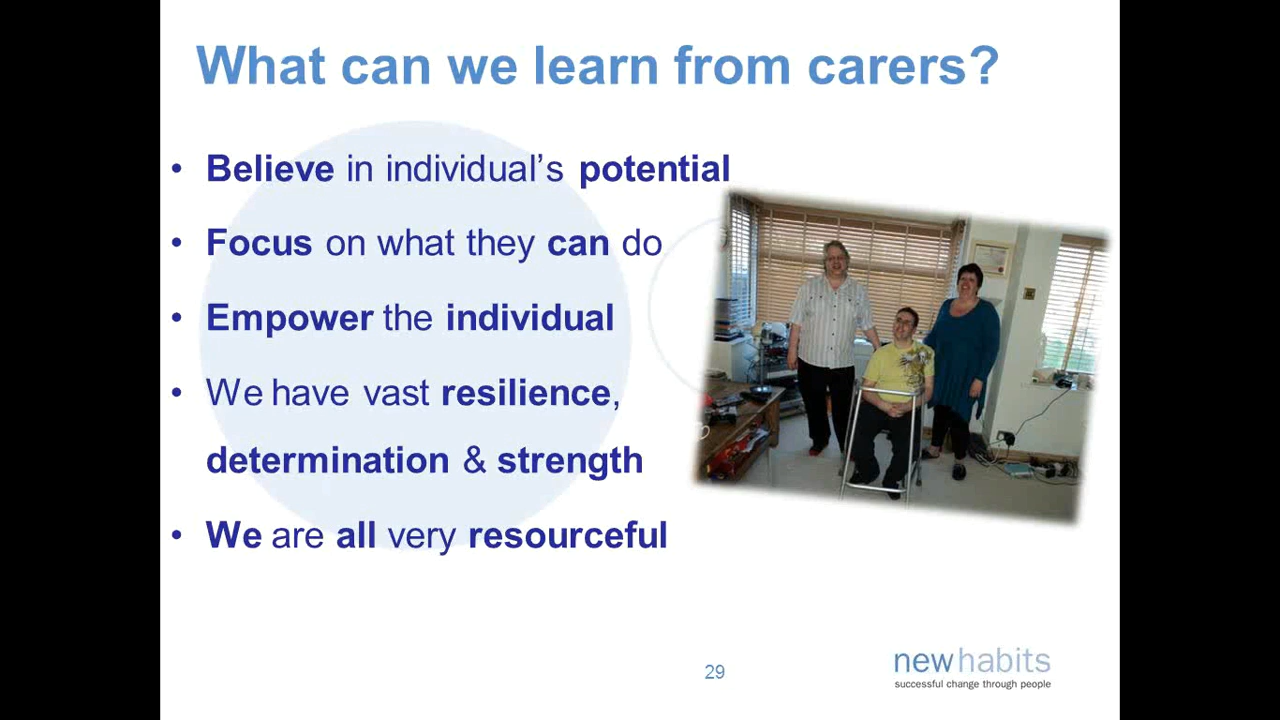 What can we learn from carers?
• Believe in individual’s potential
• Focus on what they can do
• Empower the individual
• We have vast resilience,
determination & strength
• We are all very resourceful
29
newhabits
successful change through people